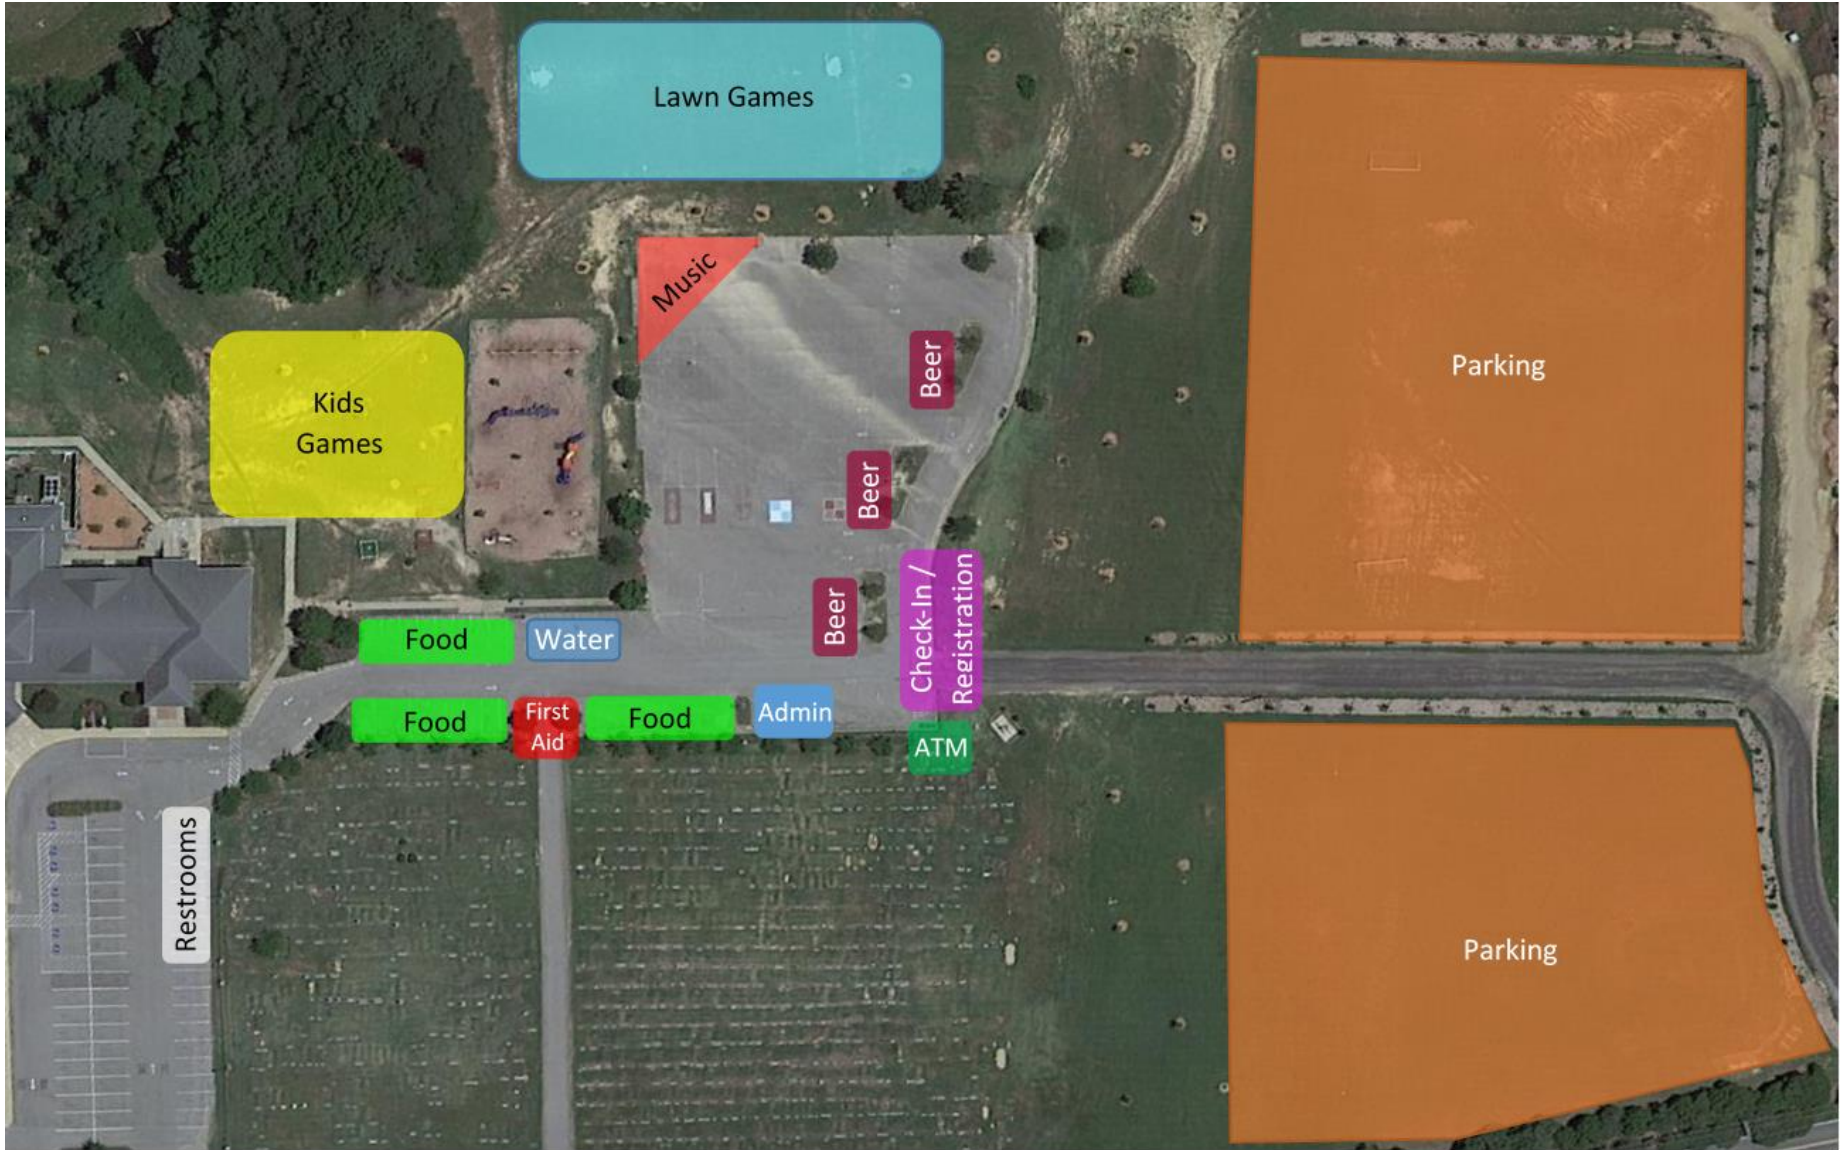 Lawn Games
Music
Parking
Beer
Kids
Games
Beer
Check-In /
Registration
Beer
Food
Water
Food
First
Aid
Food
Admin
ATM
Restrooms
Parking